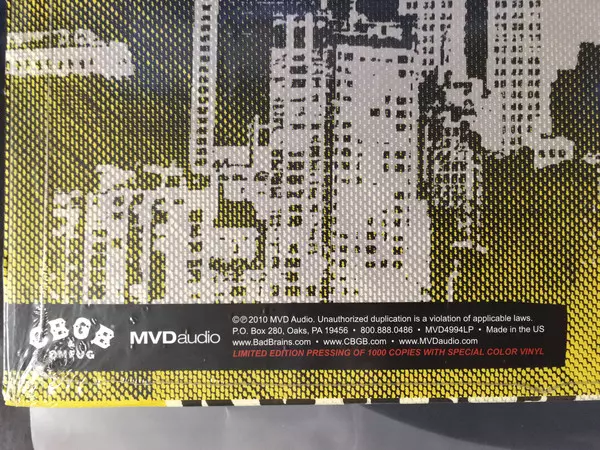 CBGB
OMFUG
MVDaudio
©℗ 2010 MVD Audio. Unauthorized duplication is a violation of applicable laws.
P.O. Box 280, Oaks, PA 19456 • 800.888.0486 • MVD4994LP • Made in the US
www.BadBrains.com • www.CBGB.com • www.MVDaudio.com
LIMITED EDITION PRESSING OF 1000 COPIES WITH SPECIAL COLOR VINYL